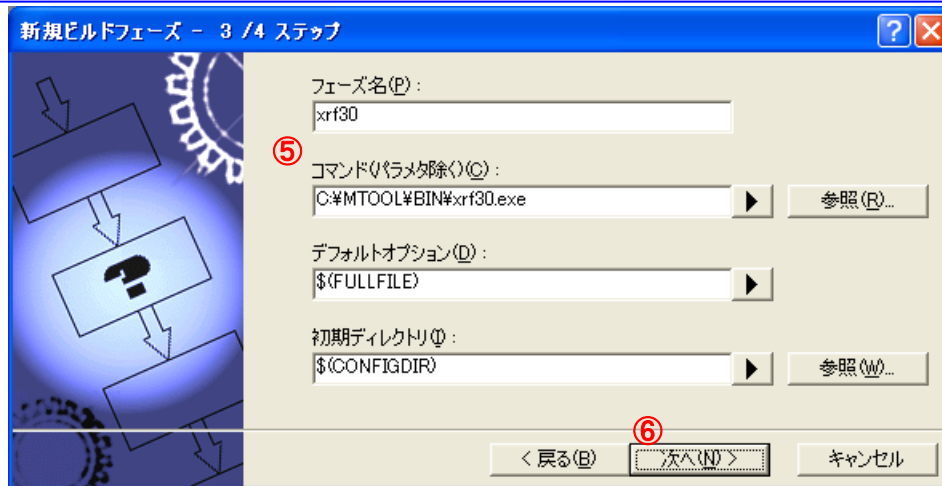 新規ビルドフェーズ - 3 /4 ステップ
フェーズ名(P) :
xrf30
⑤
コマンド(パラメタ除く)(C) :
C:¥MTOOL¥BIN¥xrf30.exe
参照(R)...
デフォルトオプション(D) :
$(FULLFILE)
初期ディレクトリ(I) :
$(CONFIGDIR)
参照(W)...
⑥
< 戻る(B) 次へ(N) > キャンセル